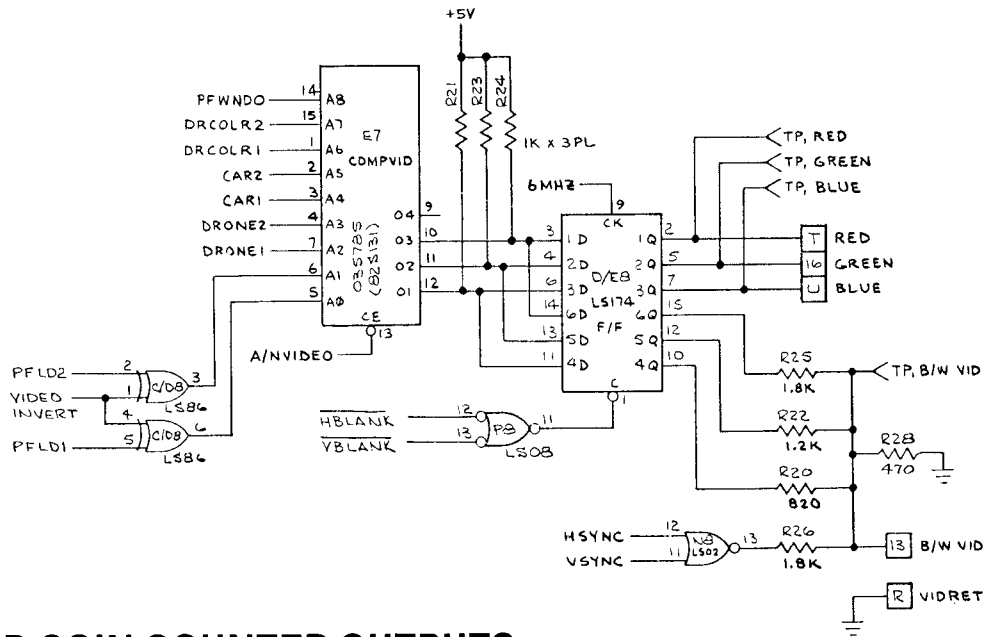 +5V
R21
R23
R24
1K x 3PL
PFWNDO 14 A8
DRCOLR2 15 A7
DRCOLR1 1 A6
CAR2 2 A5
CAR1 3 A4
DRONE2 4 A3
DRONE1 7 A2
6 A1
5 AØ
E7
COMPVID
035785
(82S131)
O4 9
O3 10
O2 11
O1 12
CE
13
A/NVIDEO
PFLD2
2
3
VIDEO
INVERT
1
C/D8
LS86
4
6
PFLD1
5
C/D8
LS86
6MHZ
9
CK
3 1D
4 2D
6 3D
14 6D
13 5D
11 4D
D/E8
LS174
F/F
1Q 2
2Q 5
3Q 7
6Q 15
5Q 12
4Q 10
C
1
TP, RED
TP, GREEN
TP, BLUE
T RED
16 GREEN
U BLUE
HBLANK 12
VBLANK 13
P8
11
LS08
R25
1.8K
TP, B/W VID
R22
1.2K
R28
470
R20
820
HSYNC 12
VSYNC 11
N8
LS02
13
R26
1.8K
13 B/W VID
R VIDRET